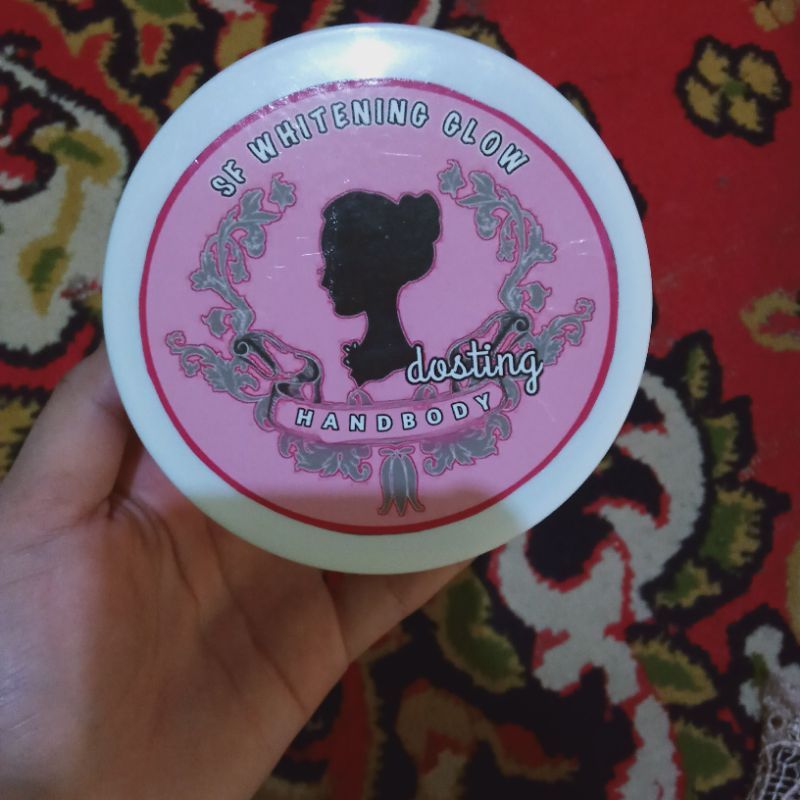 SF WHITENING GLOW
dosting
HANDBODY